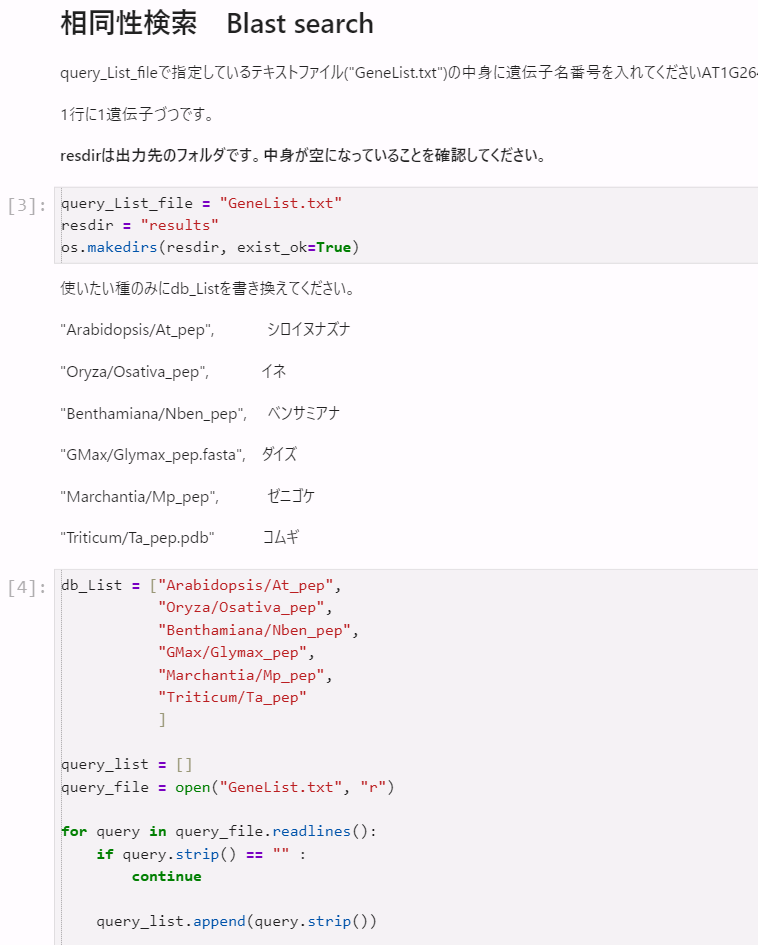 相同性検索　Blast search
query_List_fileで指定しているテキストファイル("GeneList.txt")の中身に遺伝子名番号を入れてくださいAT1G264
1行に1遺伝子づつです。
resdirは出力先のフォルダです。中身が空になっていることを確認してください。
[3]:
query_List_file = "GeneList.txt"
resdir = "results"
os.makedirs(resdir, exist_ok=True)
使いたい種のみにdb_Listを書き換えてください。
"Arabidopsis/At_pep", シロイヌナズナ
"Oryza/Osativa_pep", イネ
"Benthamiana/Nben_pep", ベンサミアナ
"GMax/Glymax_pep.fasta", ダイズ
"Marchantia/Mp_pep", ゼニゴケ
"Triticum/Ta_pep.pdb" コムギ
[4]:
db_List = ["Arabidopsis/At_pep",
"Oryza/Osativa_pep",
"Benthamiana/Nben_pep",
"GMax/Glymax_pep",
"Marchantia/Mp_pep",
"Triticum/Ta_pep"
]
query_list = []
query_file = open("GeneList.txt", "r")
for query in query_file.readlines():
if query.strip() == "" :
continue
query_list.append(query.strip())